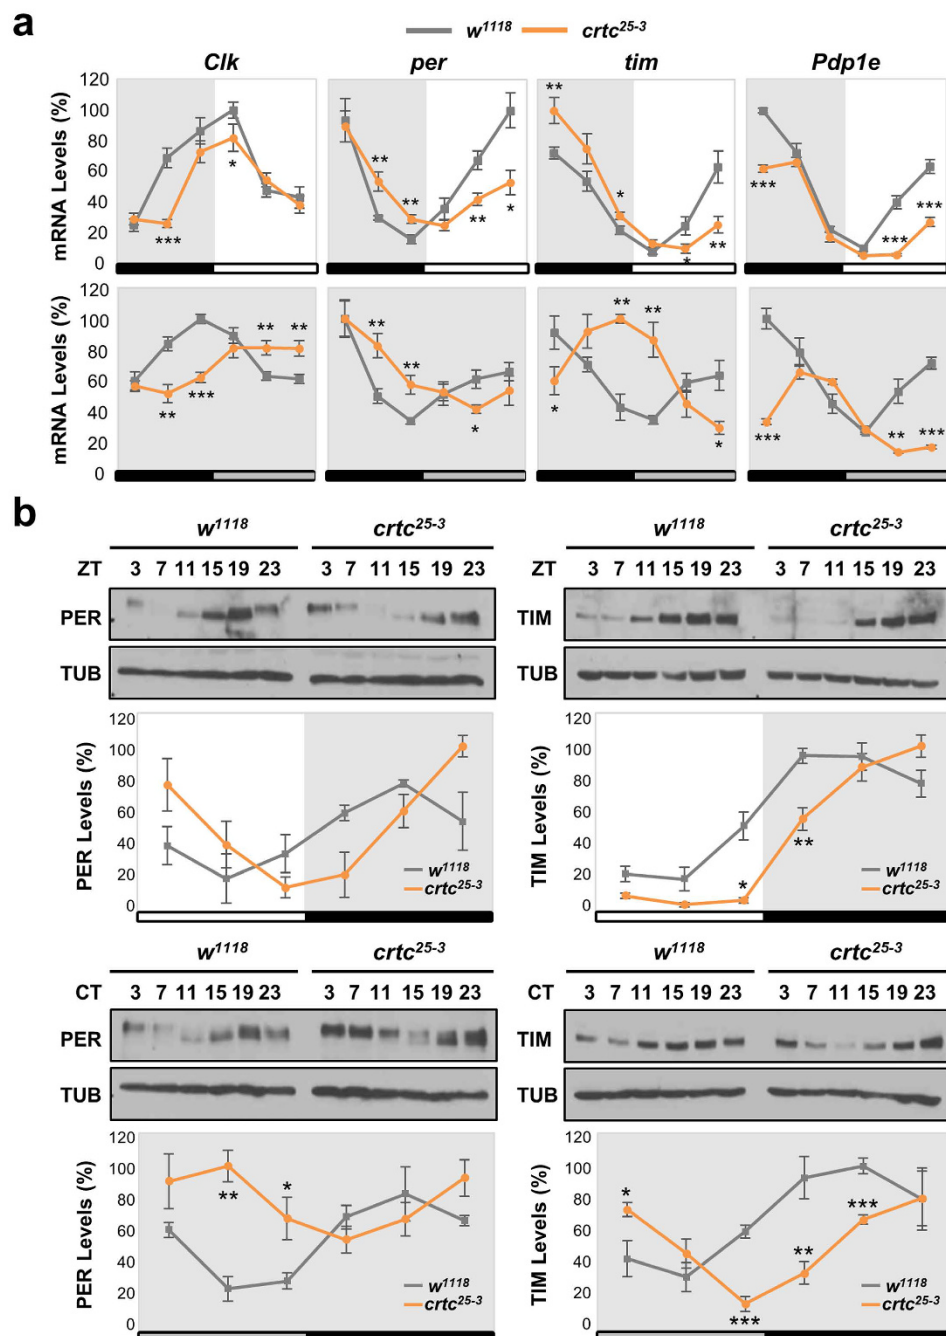 a
w1118 crtc25-3
Clk per tim Pdp1e
mRNA Levels (%)
120
100
80
60
40
20
0
***
*
**
**
**
*
**
*
*
**
***
***
***
mRNA Levels (%)
120
100
80
60
40
20
0
**
***
**
**
**
**
*
*
**
**
*
***
**
***
b
w1118 crtc25-3 w1118 crtc25-3
ZT 3 7 11 15 19 23 3 7 11 15 19 23 ZT 3 7 11 15 19 23 3 7 11 15 19 23
PER TIM
TUB TUB
PER Levels (%)
120
100
80
60
40
20
0
w1118
crtc25-3
TIM Levels (%)
120
100
80
60
40
20
0
*
**
w1118
crtc25-3
w1118 crtc25-3 w1118 crtc25-3
CT 3 7 11 15 19 23 3 7 11 15 19 23 CT 3 7 11 15 19 23 3 7 11 15 19 23
PER TIM
TUB TUB
PER Levels (%)
120
100
80
60
40
20
0
**
*
w1118
crtc25-3
TIM Levels (%)
120
100
80
60
40
20
0
*
***
**
***
w1118
crtc25-3